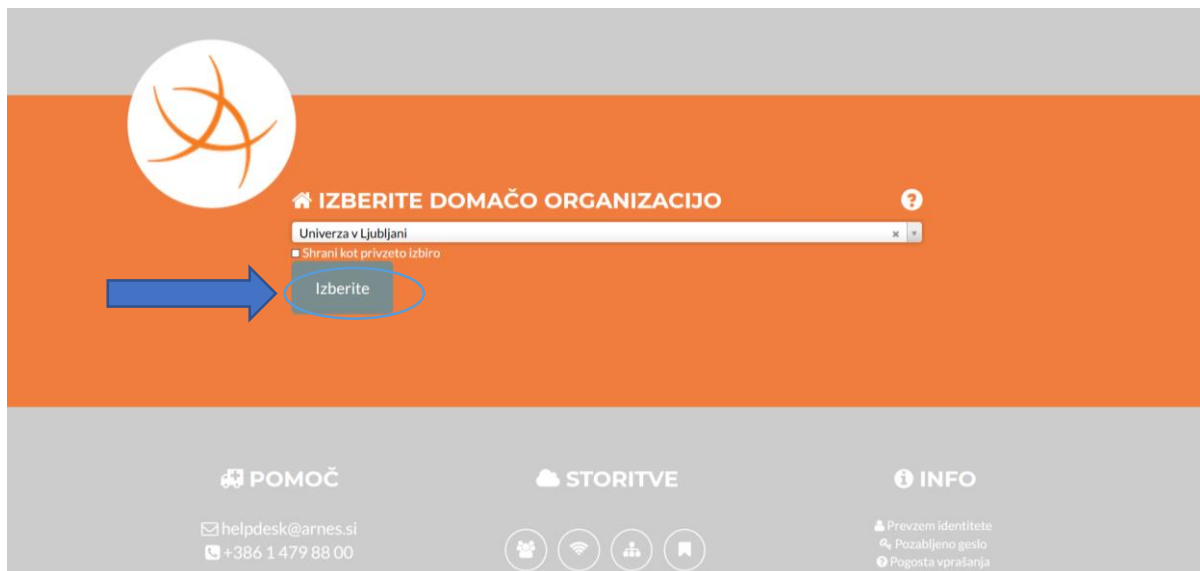 IZBERITE DOMAČO ORGANIZACIJO
Univerza v Ljubljani
Shrani kot privzeto izbiro
Izberite
POMOČ
helpdesk@arnes.si
+386 1 479 88 00
STORITVE
INFO
Prevzem identitete
Pozabljeno geslo
Pogosta vprašanja